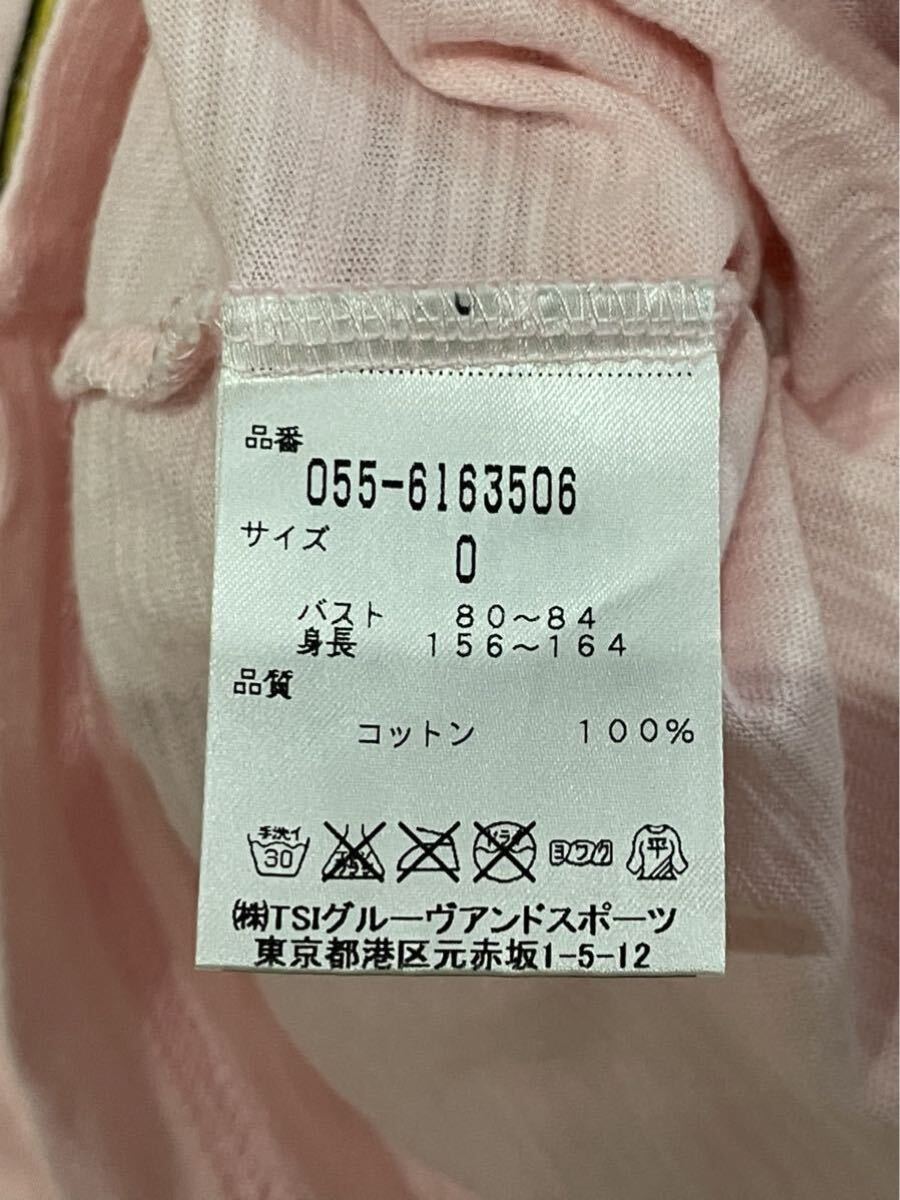 品番
055-6163506
サイズ
0
バスト 80~84
身長 156~164
品質
コットン 100%
手洗イ
30
ヨワク
平
㈱TSIグルーヴアンドスポーツ
東京都港区元赤坂1-5-12